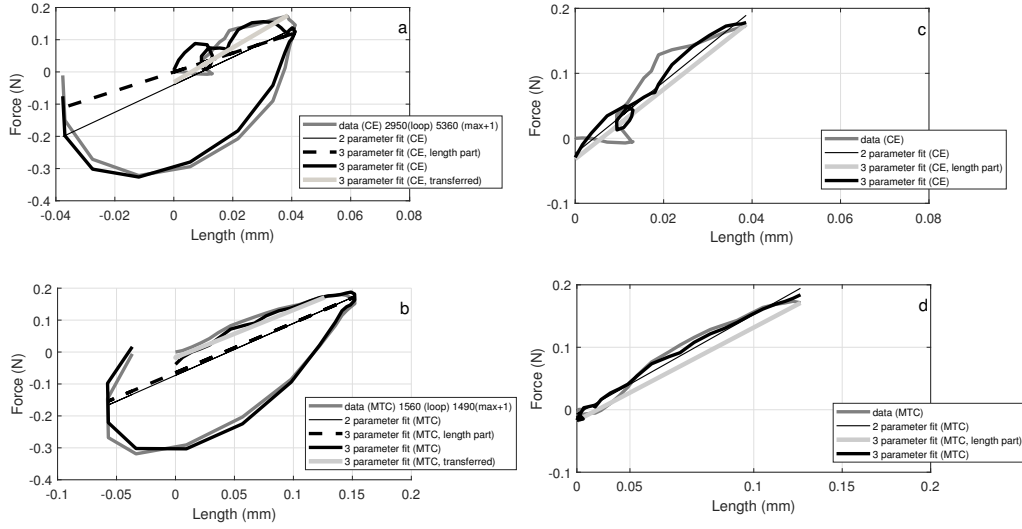 a
Force (N)
0.2
0.1
0
-0.1
-0.2
-0.3
-0.4
-0.04
-0.02
0
0.02
0.04
0.06
0.08
Length (mm)
data (CE) 2950(loop) 5360 (max+1)
2 parameter fit (CE)
3 parameter fit (CE, length part)
3 parameter fit (CE)
3 parameter fit (CE, transferred)
c
Force (N)
0.2
0.1
0
-0.1
0
0.02
0.04
0.06
0.08
Length (mm)
data (CE)
2 parameter fit (CE)
3 parameter fit (CE, length part)
3 parameter fit (CE)
b
Force (N)
0.2
0.1
0
-0.1
-0.2
-0.3
-0.4
-0.1
-0.05
0
0.05
0.1
0.15
0.2
Length (mm)
data (MTC) 1560 (loop) 1490(max+1)
2 parameter fit (MTC)
3 parameter fit (MTC, length part)
3 parameter fit (MTC)
3 parameter fit (MTC, transferred)
d
Force (N)
0.2
0.1
0
-0.1
0
0.05
0.1
0.15
0.2
Length (mm)
data (MTC)
2 parameter fit (MTC)
3 parameter fit (MTC, length part)
3 parameter fit (MTC)